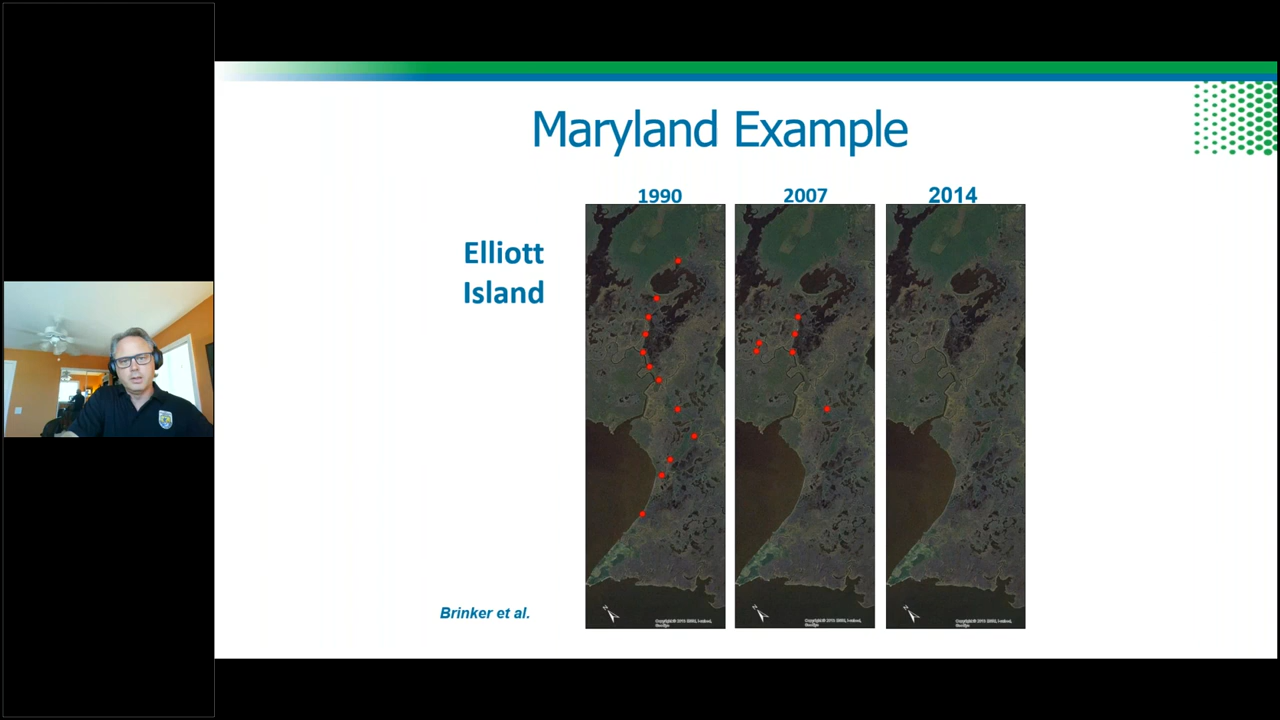 Maryland Example
1990
2007
2014
Elliott
Island
Brinker et al.